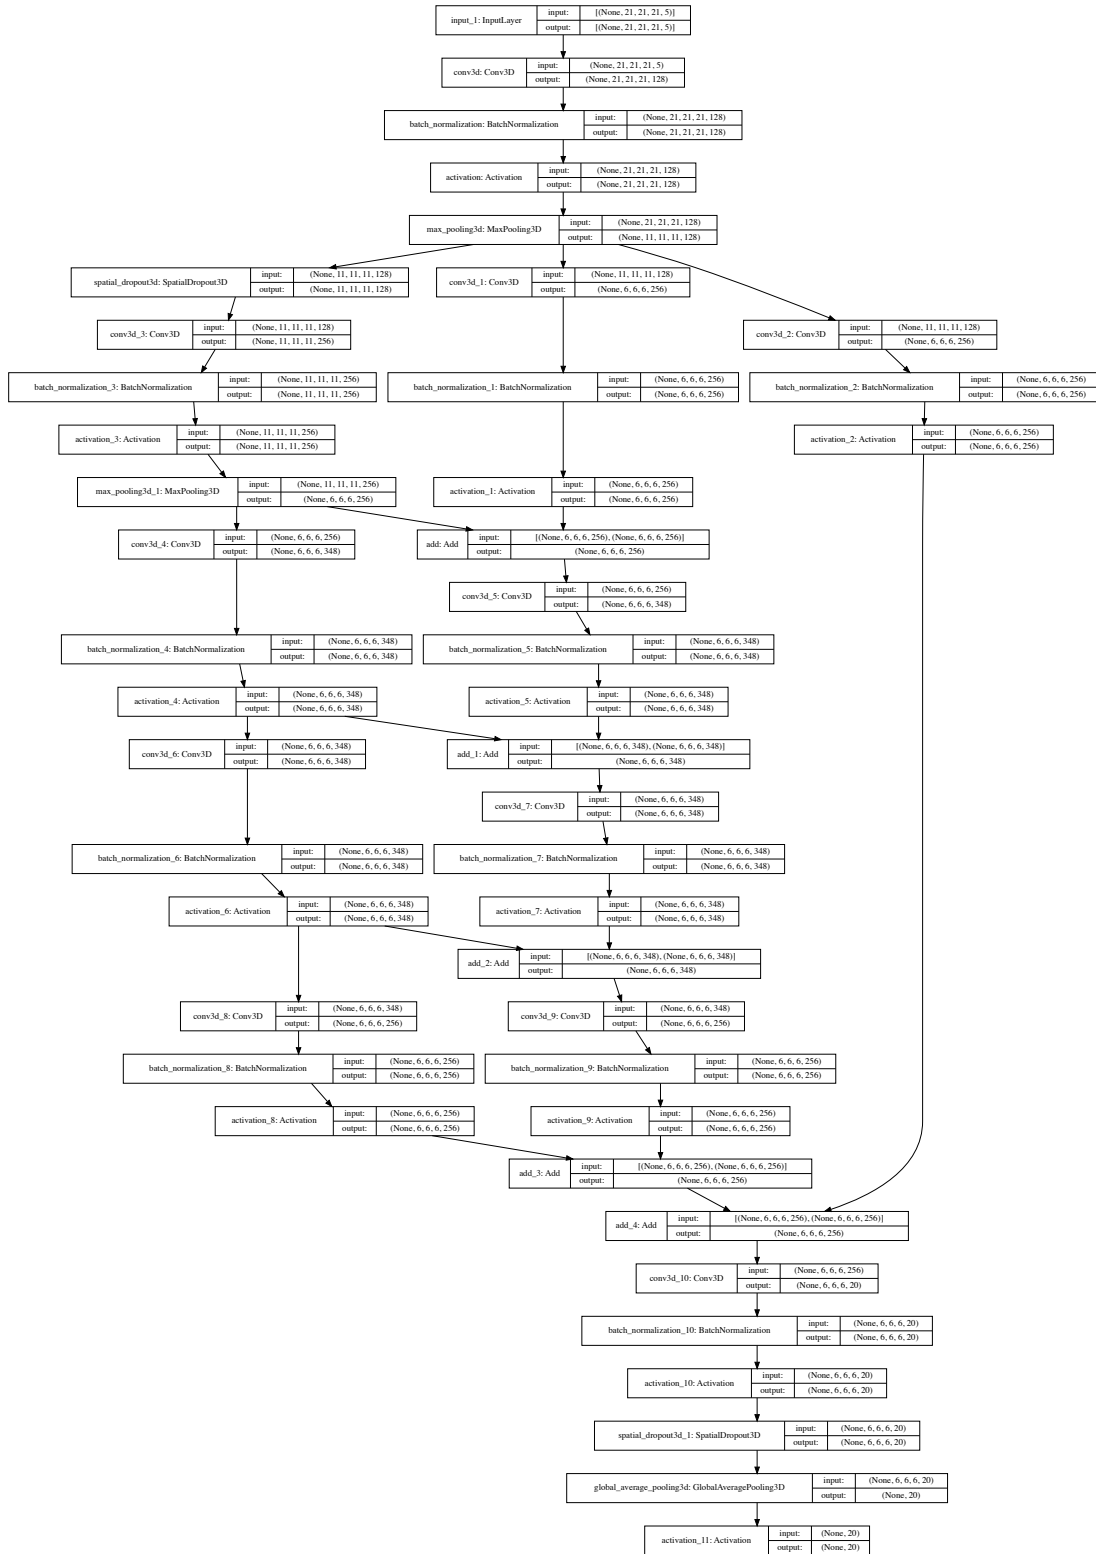 input_1: InputLayer
input: [(None, 21, 21, 21, 5)]
output: [(None, 21, 21, 21, 5)]
conv3d: Conv3D
input: (None, 21, 21, 21, 5)
output: (None, 21, 21, 21, 128)
batch_normalization: BatchNormalization
input: (None, 21, 21, 21, 128)
output: (None, 21, 21, 21, 128)
activation: Activation
input: (None, 21, 21, 21, 128)
output: (None, 21, 21, 21, 128)
max_pooling3d: MaxPooling3D
input: (None, 21, 21, 21, 128)
output: (None, 11, 11, 11, 128)
spatial_dropout3d: SpatialDropout3D
input: (None, 11, 11, 11, 128)
output: (None, 11, 11, 11, 128)
conv3d_1: Conv3D
input: (None, 11, 11, 11, 128)
output: (None, 6, 6, 6, 256)
conv3d_3: Conv3D
input: (None, 11, 11, 11, 128)
output: (None, 11, 11, 11, 256)
conv3d_2: Conv3D
input: (None, 11, 11, 11, 128)
output: (None, 6, 6, 6, 256)
batch_normalization_3: BatchNormalization
input: (None, 11, 11, 11, 256)
output: (None, 11, 11, 11, 256)
batch_normalization_1: BatchNormalization
input: (None, 6, 6, 6, 256)
output: (None, 6, 6, 6, 256)
batch_normalization_2: BatchNormalization
input: (None, 6, 6, 6, 256)
output: (None, 6, 6, 6, 256)
activation_3: Activation
input: (None, 11, 11, 11, 256)
output: (None, 11, 11, 11, 256)
activation_2: Activation
input: (None, 6, 6, 6, 256)
output: (None, 6, 6, 6, 256)
max_pooling3d_1: MaxPooling3D
input: (None, 11, 11, 11, 256)
output: (None, 6, 6, 6, 256)
activation_1: Activation
input: (None, 6, 6, 6, 256)
output: (None, 6, 6, 6, 256)
conv3d_4: Conv3D
input: (None, 6, 6, 6, 256)
output: (None, 6, 6, 6, 348)
add: Add
input: [(None, 6, 6, 6, 256), (None, 6, 6, 6, 256)]
output: (None, 6, 6, 6, 256)
conv3d_5: Conv3D
input: (None, 6, 6, 6, 256)
output: (None, 6, 6, 6, 348)
batch_normalization_4: BatchNormalization
input: (None, 6, 6, 6, 348)
output: (None, 6, 6, 6, 348)
batch_normalization_5: BatchNormalization
input: (None, 6, 6, 6, 348)
output: (None, 6, 6, 6, 348)
activation_4: Activation
input: (None, 6, 6, 6, 348)
output: (None, 6, 6, 6, 348)
activation_5: Activation
input: (None, 6, 6, 6, 348)
output: (None, 6, 6, 6, 348)
conv3d_6: Conv3D
input: (None, 6, 6, 6, 348)
output: (None, 6, 6, 6, 348)
add_1: Add
input: [(None, 6, 6, 6, 348), (None, 6, 6, 6, 348)]
output: (None, 6, 6, 6, 348)
conv3d_7: Conv3D
input: (None, 6, 6, 6, 348)
output: (None, 6, 6, 6, 348)
batch_normalization_6: BatchNormalization
input: (None, 6, 6, 6, 348)
output: (None, 6, 6, 6, 348)
batch_normalization_7: BatchNormalization
input: (None, 6, 6, 6, 348)
output: (None, 6, 6, 6, 348)
activation_6: Activation
input: (None, 6, 6, 6, 348)
output: (None, 6, 6, 6, 348)
activation_7: Activation
input: (None, 6, 6, 6, 348)
output: (None, 6, 6, 6, 348)
add_2: Add
input: [(None, 6, 6, 6, 348), (None, 6, 6, 6, 348)]
output: (None, 6, 6, 6, 348)
conv3d_8: Conv3D
input: (None, 6, 6, 6, 348)
output: (None, 6, 6, 6, 256)
conv3d_9: Conv3D
input: (None, 6, 6, 6, 348)
output: (None, 6, 6, 6, 256)
batch_normalization_8: BatchNormalization
input: (None, 6, 6, 6, 256)
output: (None, 6, 6, 6, 256)
batch_normalization_9: BatchNormalization
input: (None, 6, 6, 6, 256)
output: (None, 6, 6, 6, 256)
activation_8: Activation
input: (None, 6, 6, 6, 256)
output: (None, 6, 6, 6, 256)
activation_9: Activation
input: (None, 6, 6, 6, 256)
output: (None, 6, 6, 6, 256)
add_3: Add
input: [(None, 6, 6, 6, 256), (None, 6, 6, 6, 256)]
output: (None, 6, 6, 6, 256)
add_4: Add
input: [(None, 6, 6, 6, 256), (None, 6, 6, 6, 256)]
output: (None, 6, 6, 6, 256)
conv3d_10: Conv3D
input: (None, 6, 6, 6, 256)
output: (None, 6, 6, 6, 20)
batch_normalization_10: BatchNormalization
input: (None, 6, 6, 6, 20)
output: (None, 6, 6, 6, 20)
activation_10: Activation
input: (None, 6, 6, 6, 20)
output: (None, 6, 6, 6, 20)
spatial_dropout3d_1: SpatialDropout3D
input: (None, 6, 6, 6, 20)
output: (None, 6, 6, 6, 20)
global_average_pooling3d: GlobalAveragePooling3D
input: (None, 6, 6, 6, 20)
output: (None, 20)
activation_11: Activation
input: (None, 20)
output: (None, 20)